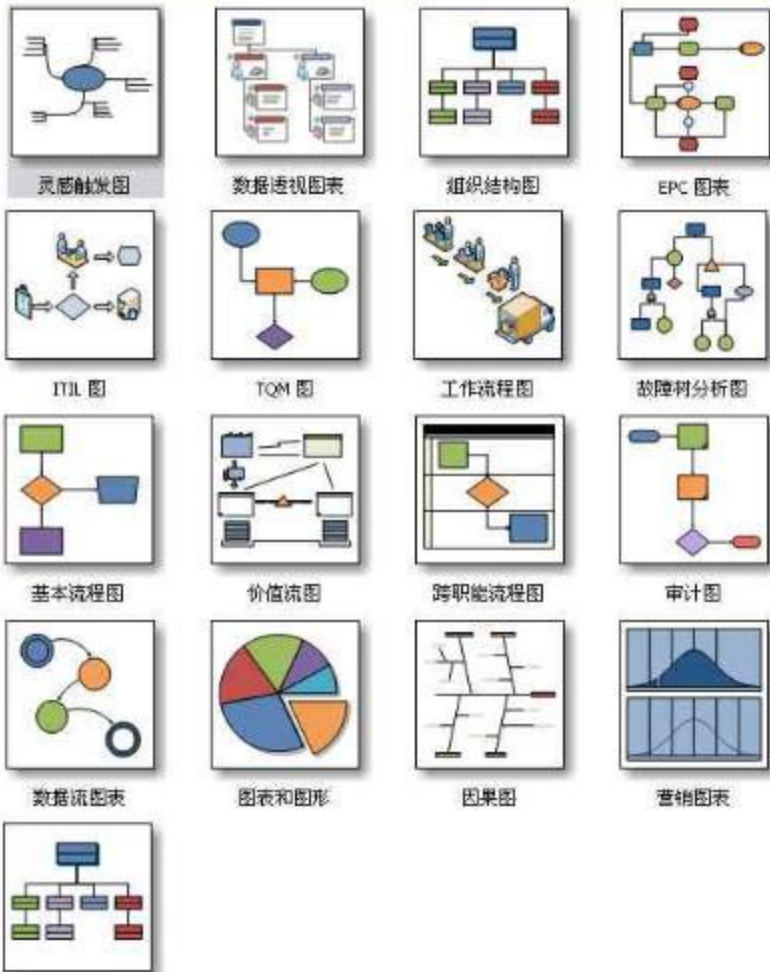 灵感触发图
数据透视图表
组织结构图
EPC 图表
ITIL 图
TQM 图
工作流程图
故障树分析图
基本流程图
价值流图
跨职能流程图
审计图
数据流图表
图表和图形
因果图
营销图表